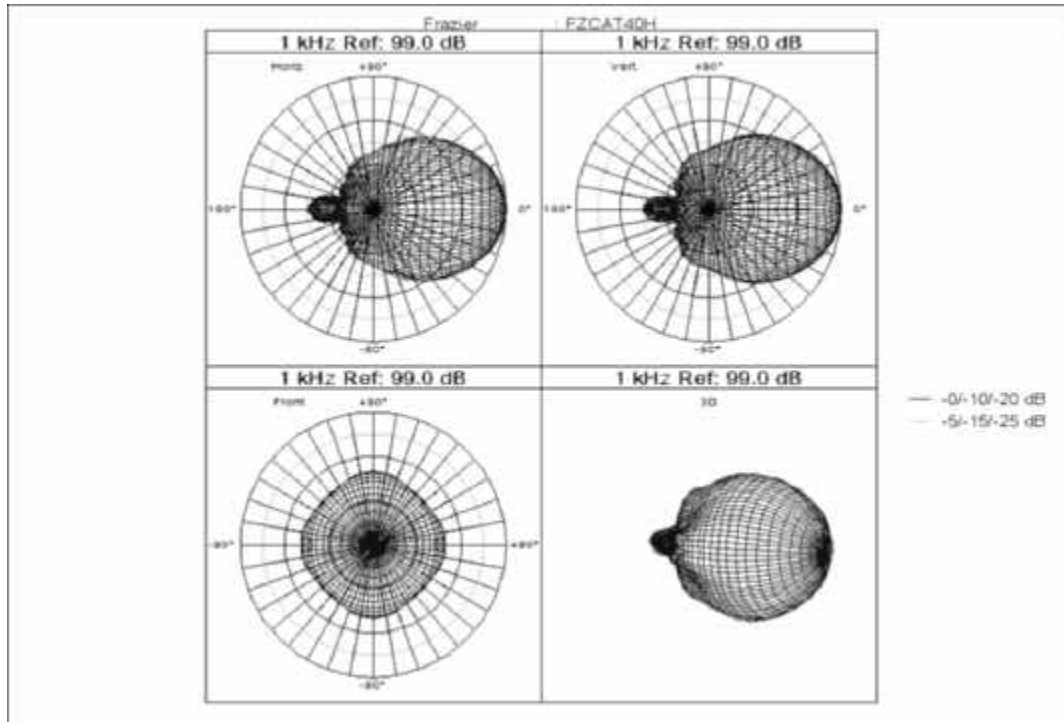 Frazier : FZCAT40H
1 kHz Ref: 99.0 dB
1 kHz Ref: 99.0 dB
Horiz
+90°
Vert
+90°
180°
0°
180°
0°
-90°
-90°
1 kHz Ref: 99.0 dB
1 kHz Ref: 99.0 dB
Front
+90°
3D
-0/-10/-20 dB
-5/-15/-25 dB
-90°
+90°
-90°